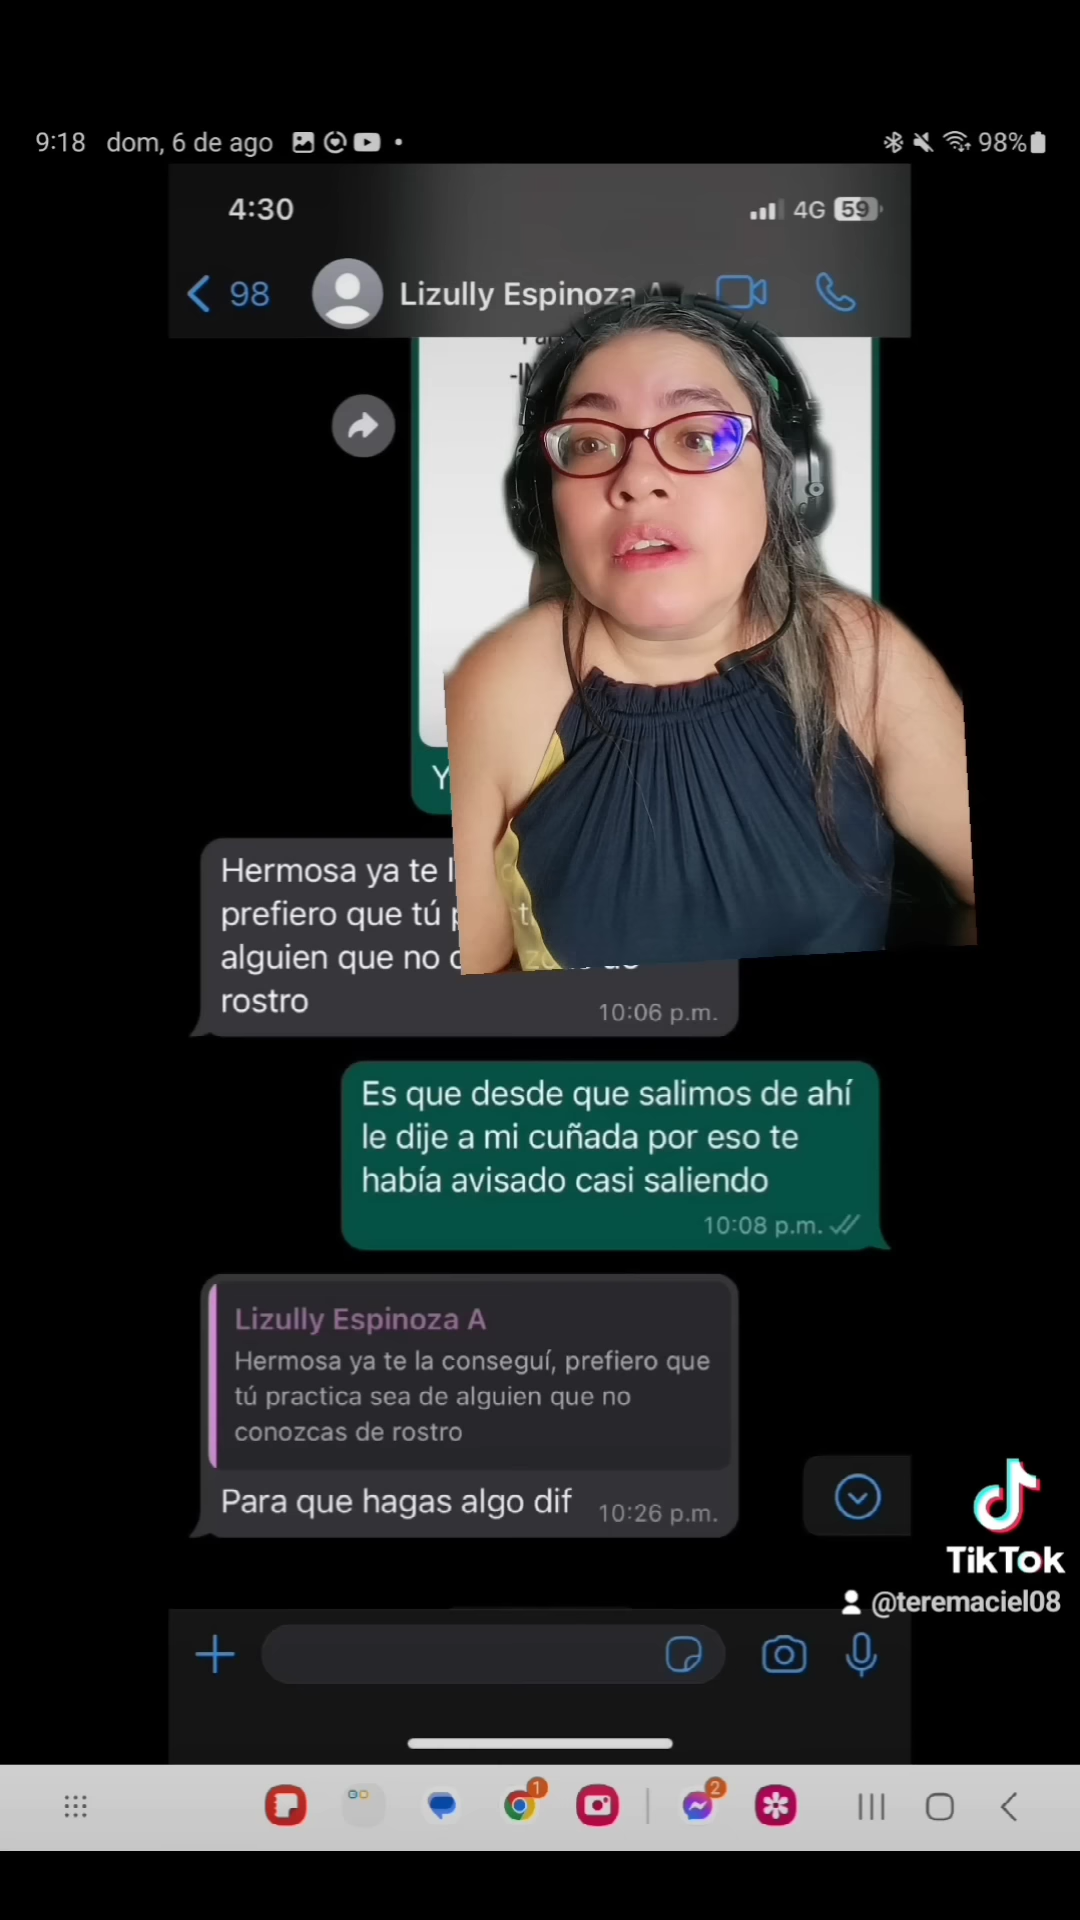 9:18 dom, 6 de ago 98%
4:30 4G 59
98 Lizully Espinoza A
Y
Hermosa ya te l
prefiero que tú p
alguien que no
rostro 10:06 p.m.
Es que desde que salimos de ahí
le dije a mi cuñada por eso te
había avisado casi saliendo
10:08 p.m.
Lizully Espinoza A
Hermosa ya te la conseguí, prefiero que
tú practica sea de alguien que no
conozcas de rostro
Para que hagas algo dif 10:26 p.m.
TikTok
@teremaciel08
1
2